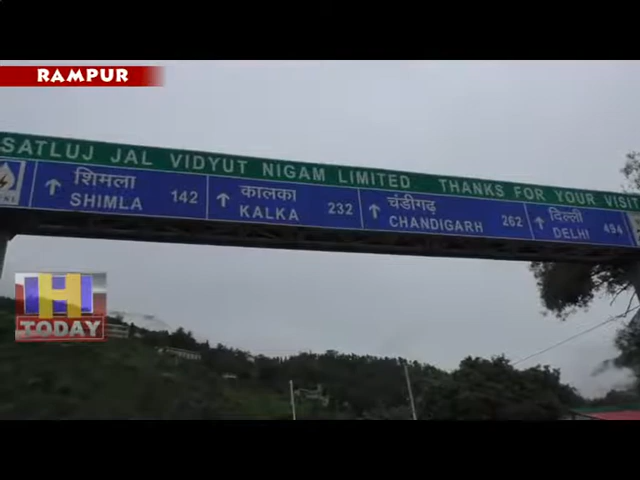 RAMPUR
SATLUJ JAL VIDYUT NIGAM LIMITED THANKS FOR YOUR VISIT
शिमला
SHIMLA 142
कालका
KALKA 232
चंडीगढ़
CHANDIGARH 262
दिल्ली
DELHI 494
H
TODAY